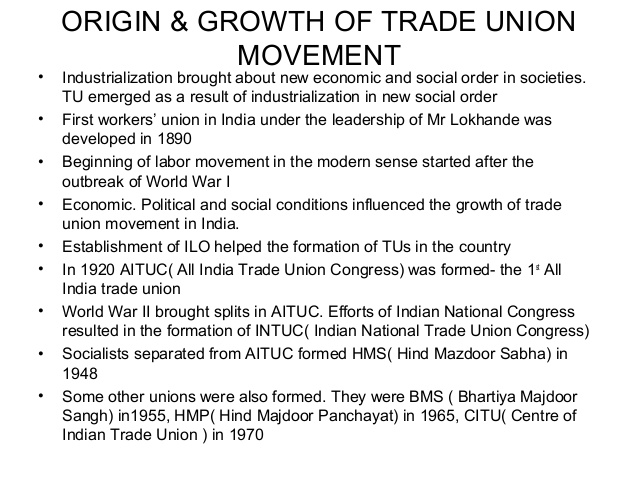 ORIGIN & GROWTH OF TRADE UNION
MOVEMENT
• Industrialization brought about new economic and social order in societies.
TU emerged as a result of industrialization in new social order
• First workers’ union in India under the leadership of Mr Lokhande was
developed in 1890
• Beginning of labor movement in the modern sense started after the
outbreak of World War I
• Economic. Political and social conditions influenced the growth of trade
union movement in India.
• Establishment of ILO helped the formation of TUs in the country
• In 1920 AITUC( All India Trade Union Congress) was formed- the 1st All
India trade union
• World War II brought splits in AITUC. Efforts of Indian National Congress
resulted in the formation of INTUC( Indian National Trade Union Congress)
• Socialists separated from AITUC formed HMS( Hind Mazdoor Sabha) in
1948
• Some other unions were also formed. They were BMS ( Bhartiya Majdoor
Sangh) in1955, HMP( Hind Majdoor Panchayat) in 1965, CITU( Centre of
Indian Trade Union ) in 1970